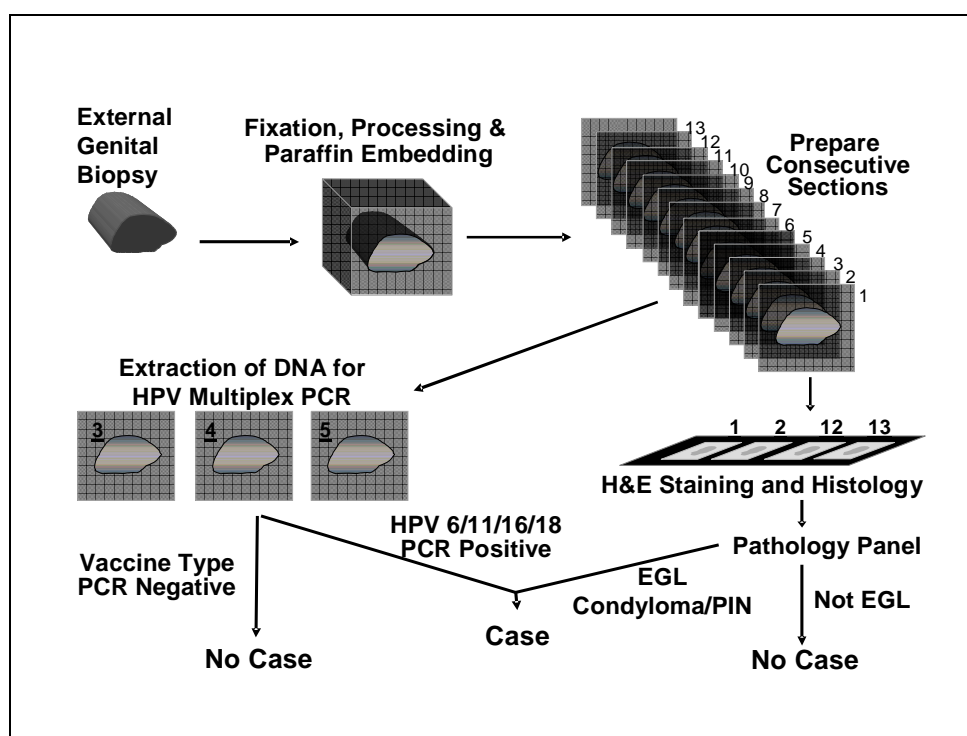 External
Genital
Biopsy
Fixation, Processing &
Paraffin Embedding
Prepare
Consecutive
Sections
13
12
11
10
9
8
7
6
5
4
3
2
1
Extraction of DNA for
HPV Multiplex PCR
3 4 5
1 2 12 13
H&E Staining and Histology
HPV 6/11/16/18
PCR Positive
Pathology Panel
Vaccine Type
PCR Negative
EGL
Condyloma/PIN
Not EGL
Case
No Case
No Case